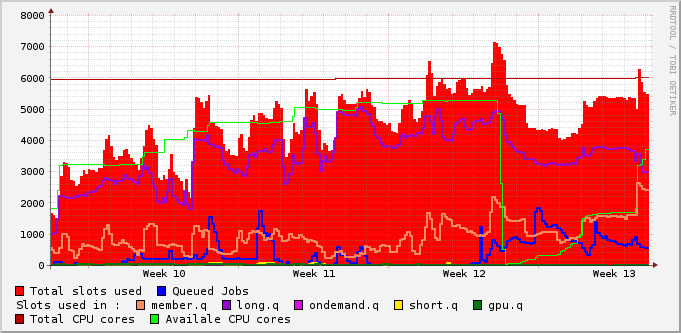 8000
7000
6000
5000
4000
3000
2000
1000
0
Week 10 Week 11 Week 12 Week 13
RRDTOOL / TOBI OETIKER
Total slots used Queued Jobs
Slots used in : member.q long.q ondemand.q short.q gpu.q
Total CPU cores Availale CPU cores